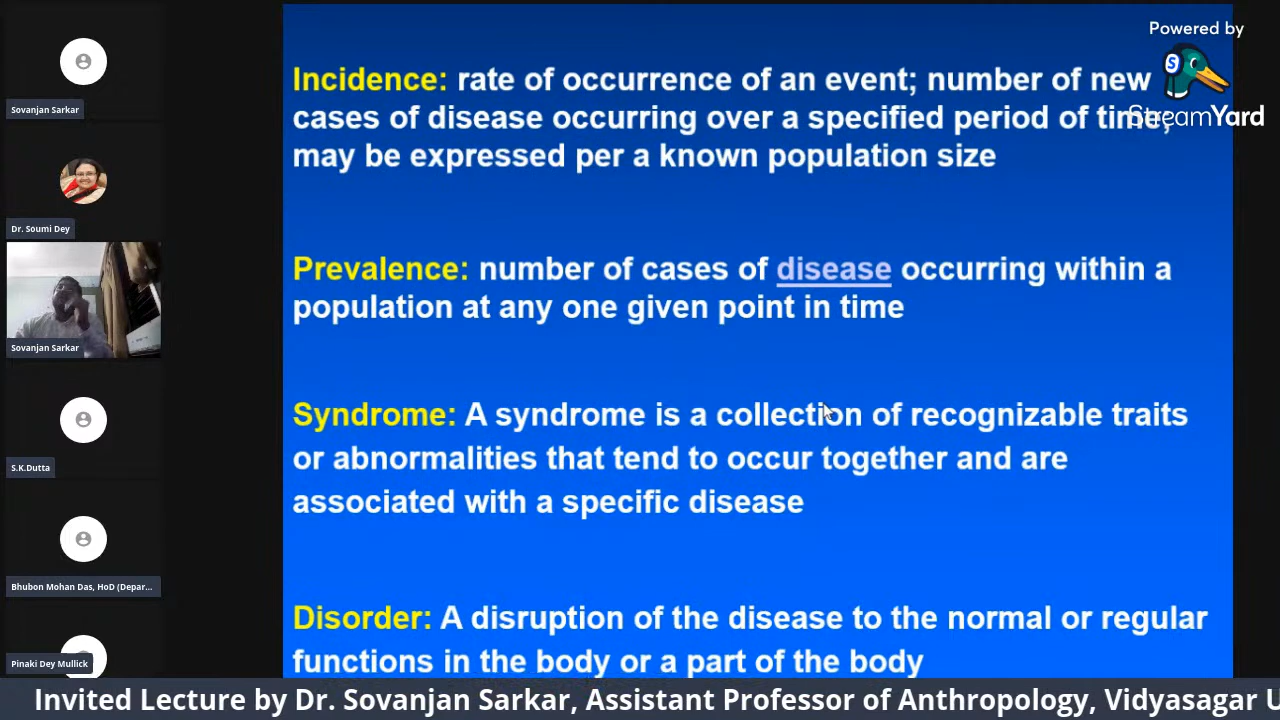 Powered by
StreamYard
Sovanjan Sarkar
Dr. Soumi Dey
Sovanjan Sarkar
S.K.Dutta
Bhubon Mohan Das, HoD (Depar...
Pinaki Dey Mullick
Incidence: rate of occurrence of an event; number of new
cases of disease occurring over a specified period of time;
may be expressed per a known population size
Prevalence: number of cases of disease occurring within a
population at any one given point in time
Syndrome: A syndrome is a collection of recognizable traits
or abnormalities that tend to occur together and are
associated with a specific disease
Disorder: A disruption of the disease to the normal or regular
functions in the body or a part of the body
Invited Lecture by Dr. Sovanjan Sarkar, Assistant Professor of Anthropology, Vidyasagar U